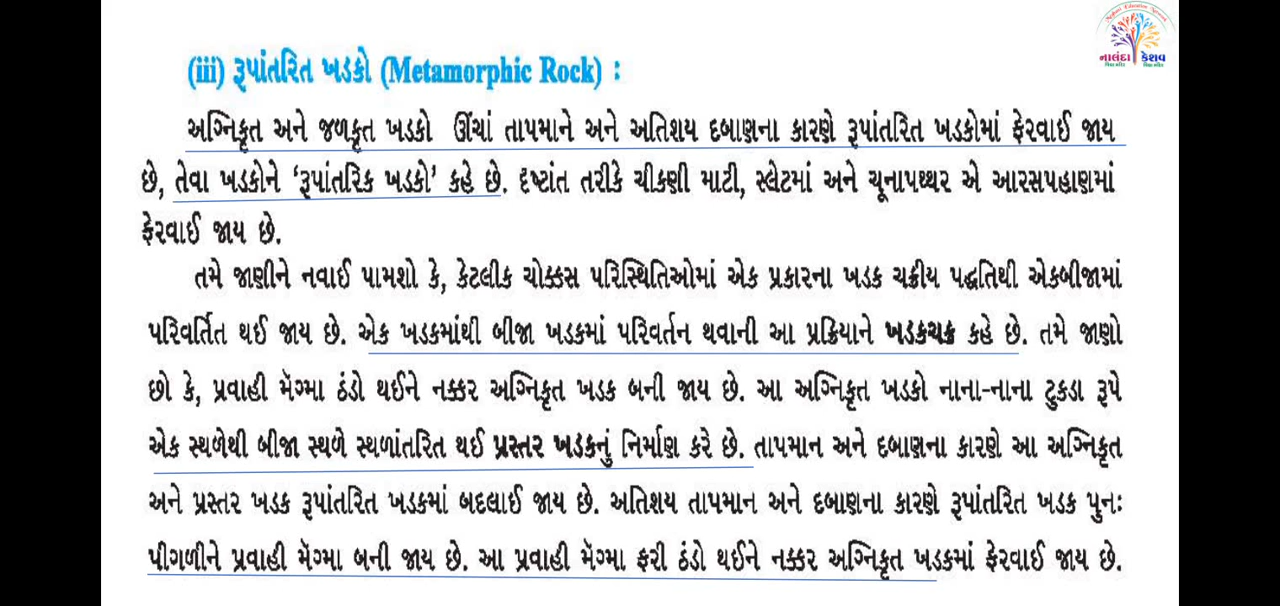 Nephew Education Network
નાલંદા કેશવ
વિદ્યા મંદિર વિદ્યા મંદિર
(iii) રૂપાંતરિત ખડકો (Metamorphic Rock) :
અગ્નિકૃત અને જળકૃત ખડકો ઊંચાં તાપમાને અને અતિશય દબાણના કારણે રૂપાંતરિત ખડકોમાં ફેરવાઈ જાય
છે, તેવા ખડકોને ‘રૂપાંતરિક ખડકો’ કહે છે. દૃષ્ટાંત તરીકે ચીકણી માટી, સ્લેટમાં અને ચૂનાપથ્થર એ આરસપહાણમાં
ફેરવાઈ જાય છે.
તમે જાણીને નવાઈ પામશો કે, કેટલીક ચોક્કસ પરિસ્થિતિઓમાં એક પ્રકારના ખડક ચક્રીય પદ્ધતિથી એકબીજામાં
પરિવર્તિત થઈ જાય છે. એક ખડકમાંથી બીજા ખડકમાં પરિવર્તન થવાની આ પ્રક્રિયાને ખડકચક્ર કહે છે. તમે જાણો
છો કે, પ્રવાહી મૅગ્મા ઠંડો થઈને નક્કર અગ્નિકૃત ખડક બની જાય છે. આ અગ્નિકૃત ખડકો નાના-નાના ટુકડા રૂપે
એક સ્થળેથી બીજા સ્થળે સ્થળાંતરિત થઈ પ્રસ્તર ખડકનું નિર્માણ કરે છે. તાપમાન અને દબાણના કારણે આ અગ્નિકૃત
અને પ્રસ્તર ખડક રૂપાંતરિત ખડકમાં બદલાઈ જાય છે. અતિશય તાપમાન અને દબાણના કારણે રૂપાંતરિત ખડક પુનઃ
પીગળીને પ્રવાહી મૅગ્મા બની જાય છે. આ પ્રવાહી મૅગ્મા ફરી ઠંડો થઈને નક્કર અગ્નિકૃત ખડકમાં ફેરવાઈ જાય છે.